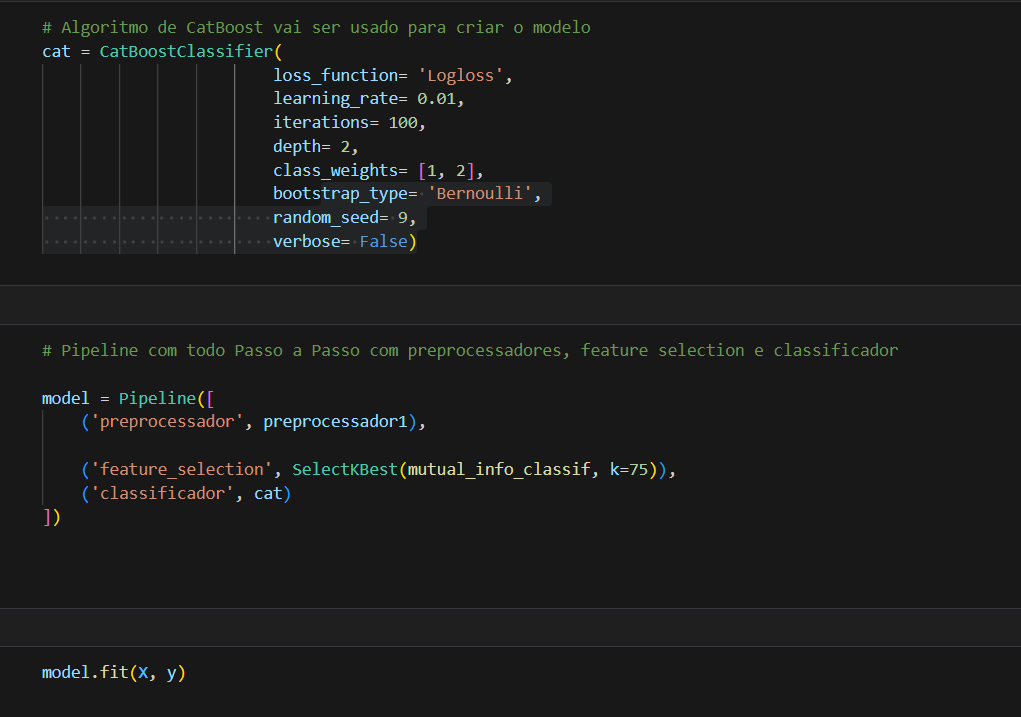 # Algoritmo de CatBoost vai ser usado para criar o modelo
cat = CatBoostClassifier(
loss_function= 'Logloss',
learning_rate= 0.01,
iterations= 100,
depth= 2,
class_weights= [1, 2],
bootstrap_type= 'Bernoulli',
random_seed= 9,
verbose= False)
# Pipeline com todo Passo a Passo com preprocessadores, feature selection e classificador
model = Pipeline([
('preprocessador', preprocessador1),
('feature_selection', SelectKBest(mutual_info_classif, k=75)),
('classificador', cat)
])
model.fit(X, y)